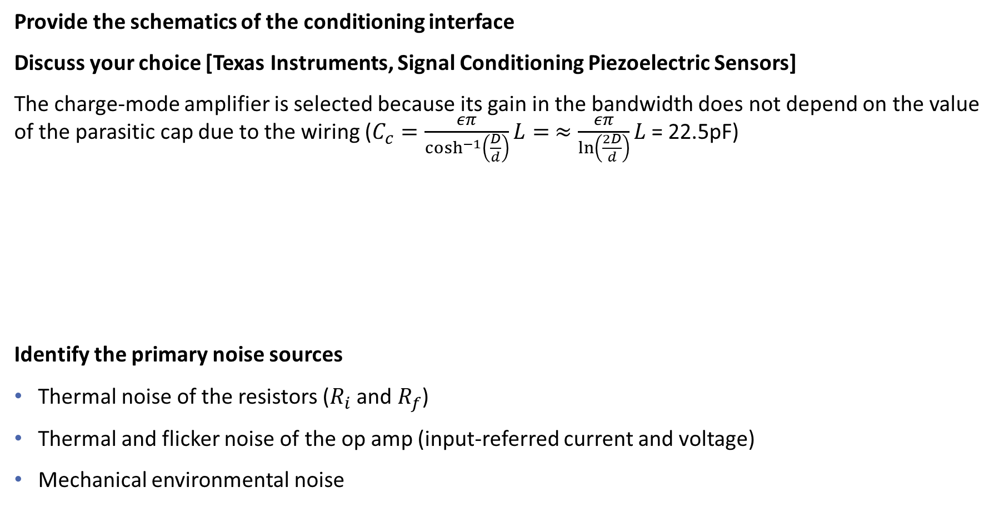 Provide the schematics of the conditioning interface
Discuss your choice [Texas Instruments, Signal Conditioning Piezoelectric Sensors]
The charge-mode amplifier is selected because its gain in the bandwidth does not depend on the value
of the parasitic cap due to the wiring ($C_c = \frac{\epsilon\pi}{\cosh^{-1}\left(\frac{D}{d}\right)} L = \approx \frac{\epsilon\pi}{\ln\left(\frac{2D}{d}\right)} L$ = 22.5pF)
Identify the primary noise sources
• Thermal noise of the resistors ($R_i$ and $R_f$)
• Thermal and flicker noise of the op amp (input-referred current and voltage)
• Mechanical environmental noise